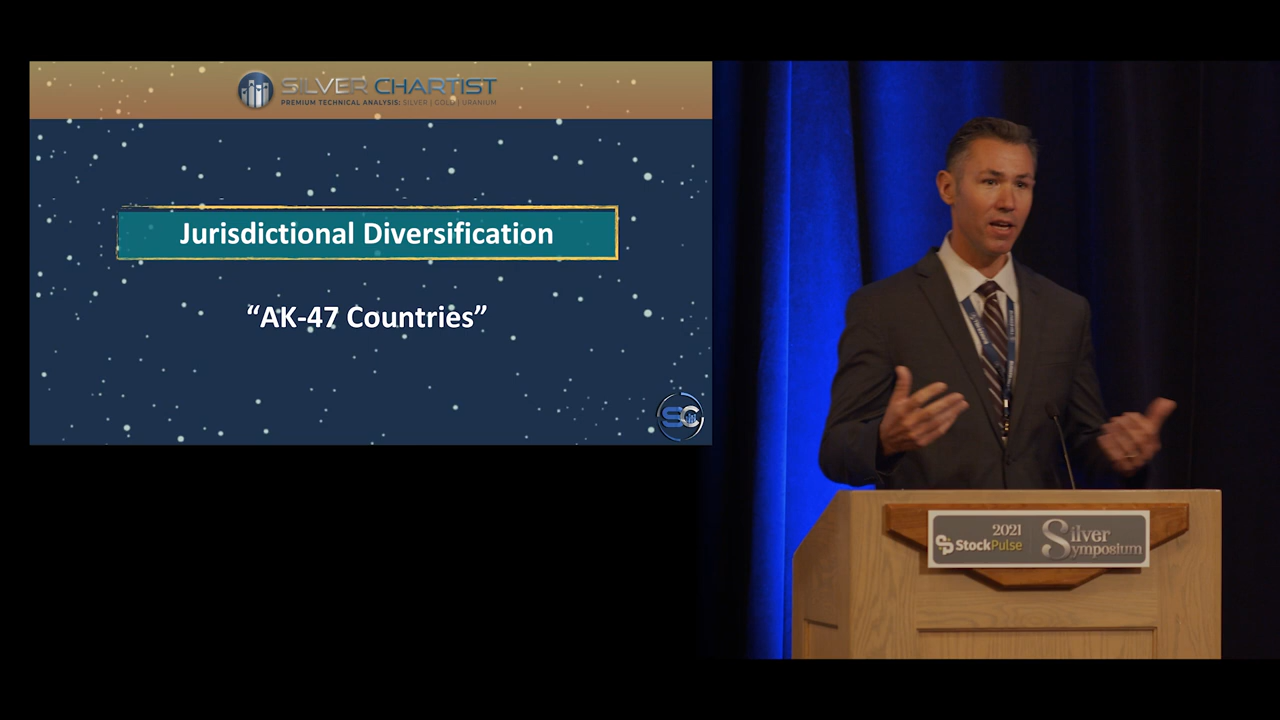 SILVER CHARTIST
PREMIUM TECHNICAL ANALYSIS: SILVER | GOLD | URANIUM
Jurisdictional Diversification
“AK-47 Countries”
SC
2021
StockPulse
Silver
Symposium